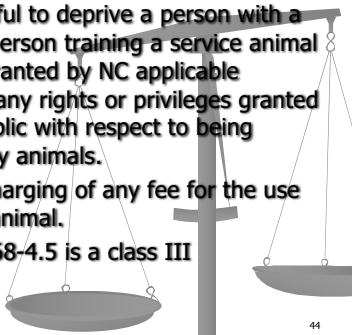 ful to deprive a person with a
erson training a service animal
ranted by NC applicable
any rights or privileges granted
blic with respect to being
y animals.
harging of any fee for the use
nimal.
68-4.5 is a class III
44